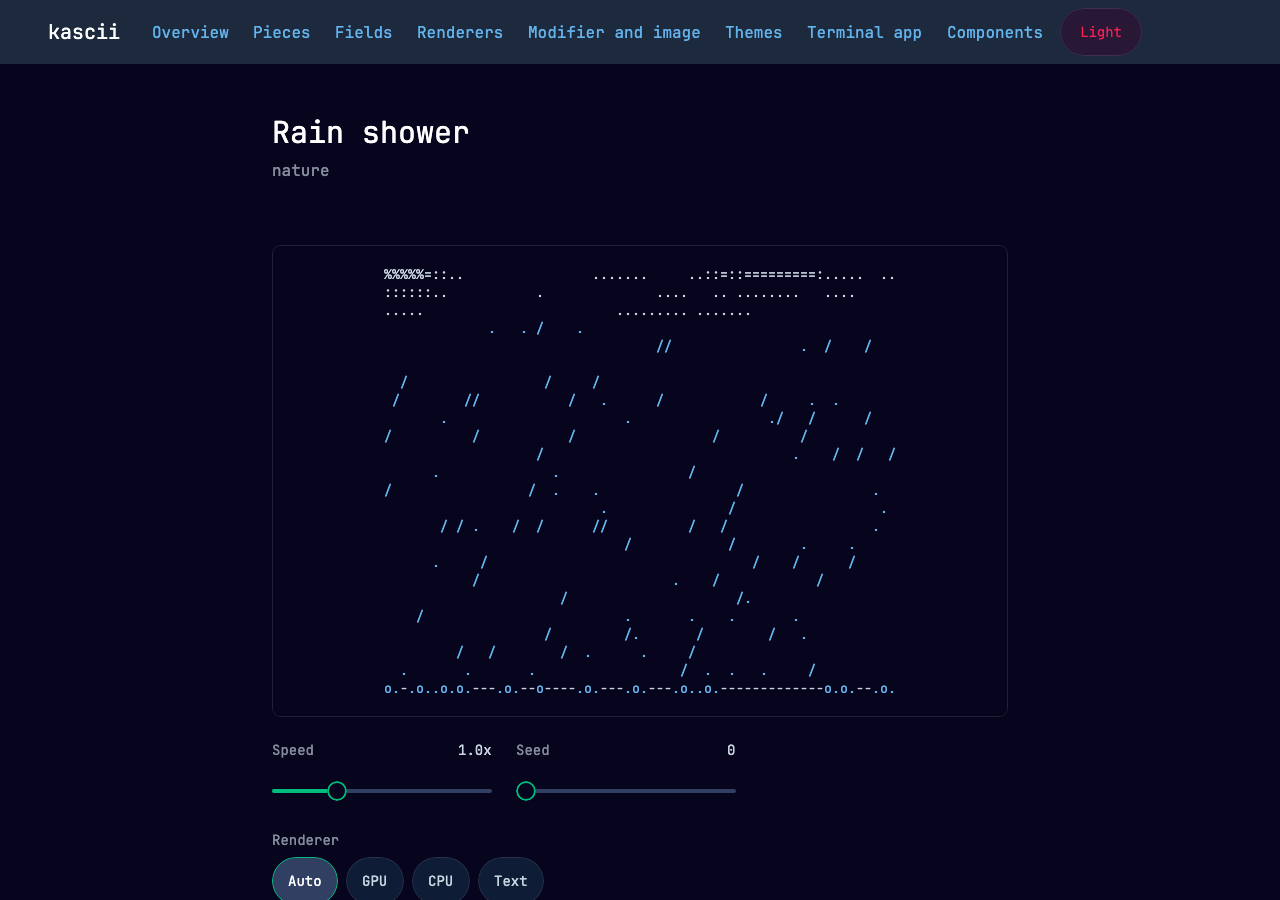 kascii Overview Pieces Fields Renderers Modifier and image Themes Terminal app Components Light
Rain shower
nature
Speed 1.0x Seed 0
Renderer
Auto GPU CPU Text